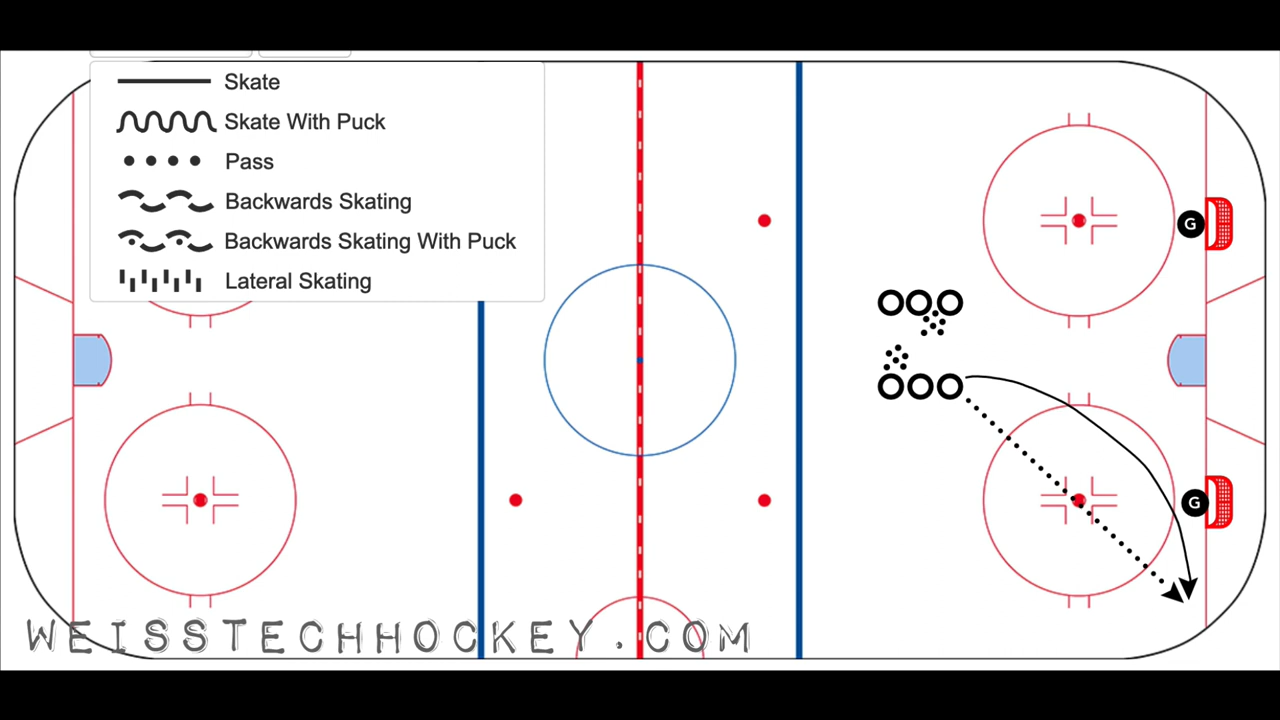 Skate
Skate With Puck
Pass
Backwards Skating
Backwards Skating With Puck
Lateral Skating
G
G
WEISSTECHHOCKEY.COM